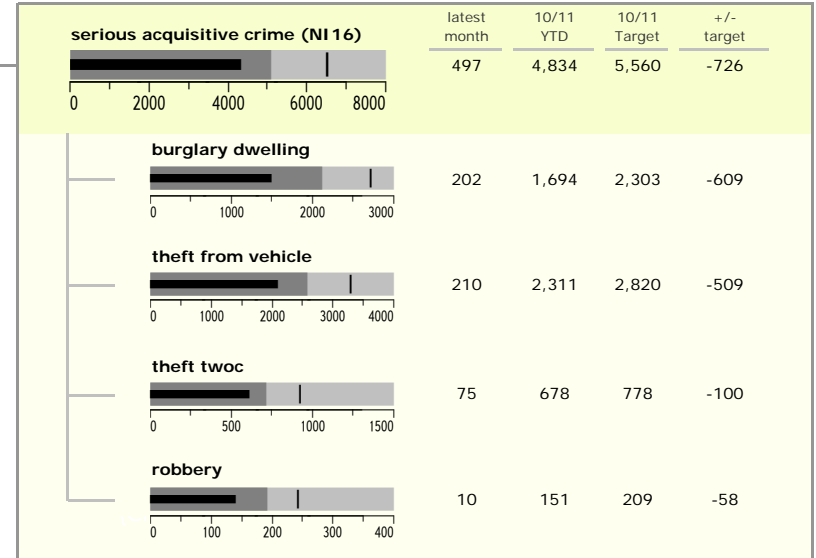 latest 10/11 10/11 +/-
serious acquisitive crime (NI 16) month YTD Target target
497 4,834 5,560 -726
0 2000 4000 6000 8000
burglary dwelling
202 1,694 2,303 -609
0 1000 2000 3000
theft from vehicle
210 2,311 2,820 -509
0 1000 2000 3000 4000
theft twoc
75 678 778 -100
0 500 1000 1500
robbery
10 151 209 -58
0 100 200 300 400